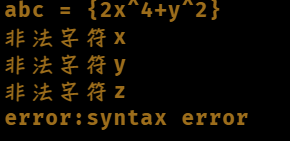 abc = {2x^4+y^2}
非法字符x
非法字符y
非法字符z
error:syntax error